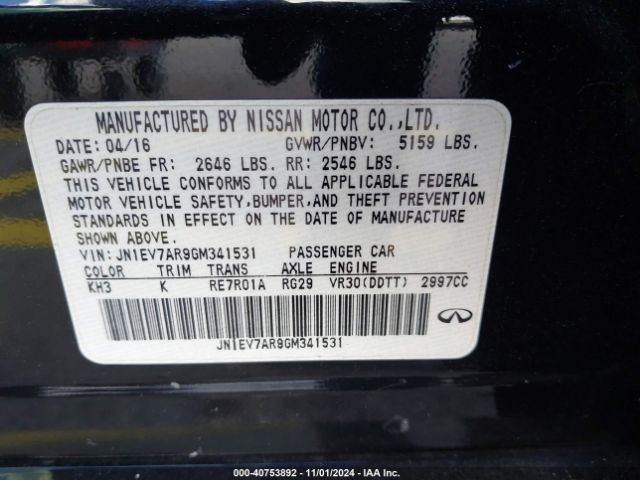 MANUFACTURED BY NISSAN MOTOR CO.,LTD.
DATE: 04/16 GVWR/PNBV: 5159 LBS.
GAWR/PNBE FR: 2646 LBS. RR: 2546 LBS.
THIS VEHICLE CONFORMS TO ALL APPLICABLE FEDERAL
MOTOR VEHICLE SAFETY,BUMPER,AND THEFT PREVENTION
STANDARDS IN EFFECT ON THE DATE OF MANUFACTURE
SHOWN ABOVE.
VIN: JN1EV7AR9GM341531 PASSENGER CAR
COLOR TRIM TRANS AXLE ENGINE
KH3 K RE7R01A RG29 VR30(DDTT) 2997CC
JN1EV7AR9GM341531
000-40753892 - 11/01/2024 - IAA Inc.